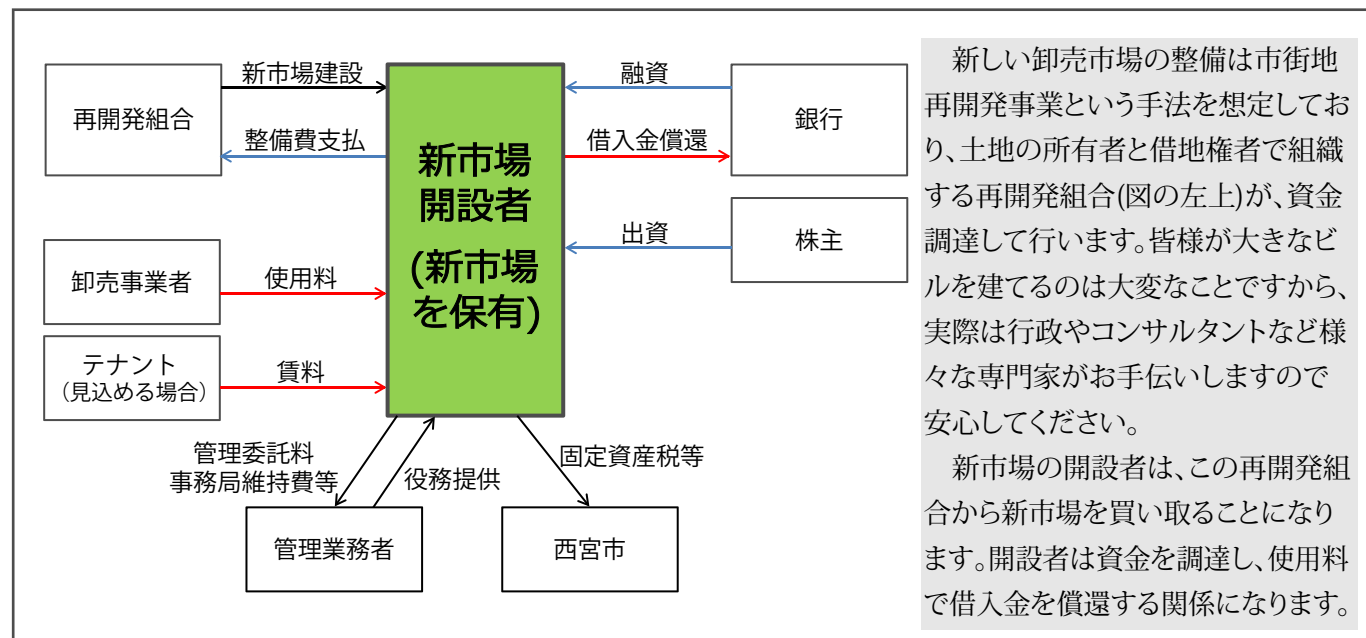 再開発組合
新市場建設
整備費支払
新市場
開設者
(新市場
を保有)
融資
借入金償還
銀行
出資
株主
卸売事業者
使用料
テナント
（見込める場合）
賃料
管理委託料
事務局維持費等
役務提供
固定資産税等
管理業務者
西宮市
　新しい卸売市場の整備は市街地
再開発事業という手法を想定してお
り、土地の所有者と借地権者で組織
する再開発組合(図の左上)が、資金
調達して行います。皆様が大きなビ
ルを建てるのは大変なことですから、
実際は行政やコンサルタントなど様
々な専門家がお手伝いしますので
安心してください。
　新市場の開設者は、この再開発組
合から新市場を買い取ることになり
ます。開設者は資金を調達し、使用料
で借入金を償還する関係になります。